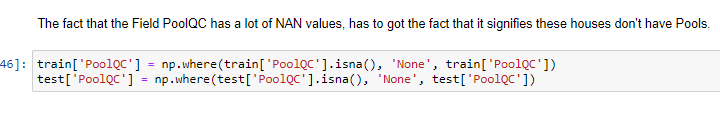 The fact that the Field PoolQC has a lot of NAN values, has to got the fact that it signifies these houses don't have Pools.
46]: train['PoolQC'] = np.where(train['PoolQC'].isna(), 'None', train['PoolQC'])
test['PoolQC'] = np.where(test['PoolQC'].isna(), 'None', test['PoolQC'])